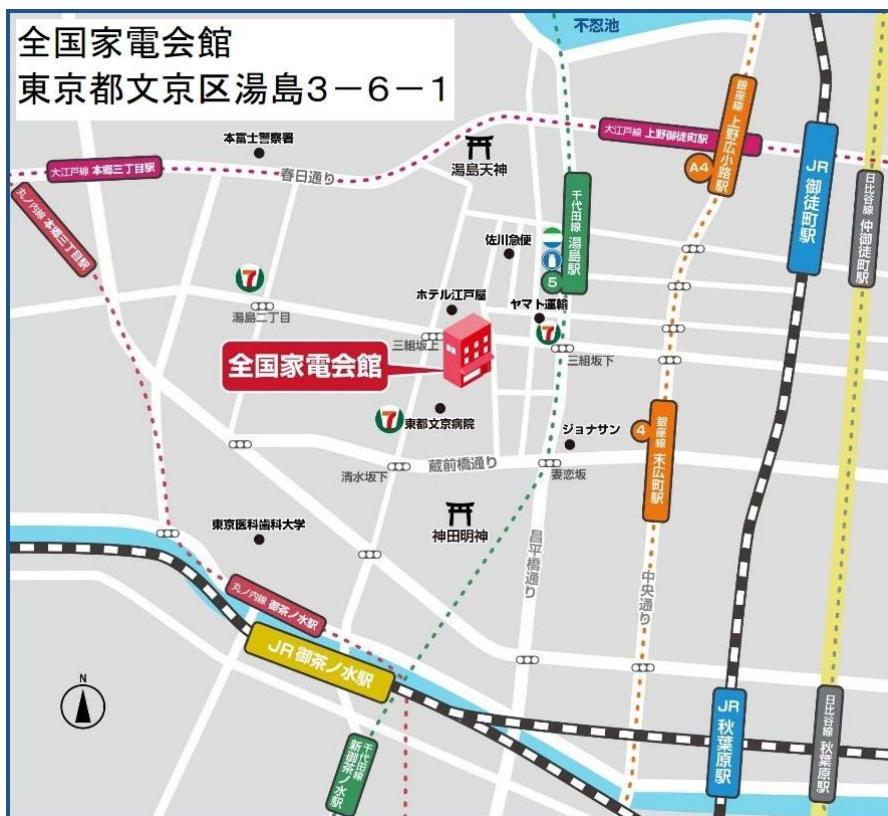 全国家電会館
東京都文京区湯島3－6－1
不忍池
銀座線 上野広小路駅
大江戸線 上野御徒町駅
A4
JR 御徒町駅
日比谷線 仲御徒町駅
本富士警察署
湯島天神
大江戸線 本郷三丁目駅
春日通り
丸ノ内線 本郷三丁目駅
千代田線 湯島駅
佐川急便
5
7
ホテル江戸屋
ヤマト運輸
湯島二丁目
7
三組坂上
三組坂下
全国家電会館
7
東都文京病院
ジョナサン
4
銀座線 末広町駅
清水坂下
蔵前橋通り
妻恋坂
東京医科歯科大学
神田明神
昌平橋通り
中央通り
丸ノ内線 御茶ノ水駅
JR 御茶ノ水駅
N
JR 秋葉原駅
日比谷線 秋葉原駅
千代田線
新御茶ノ水駅